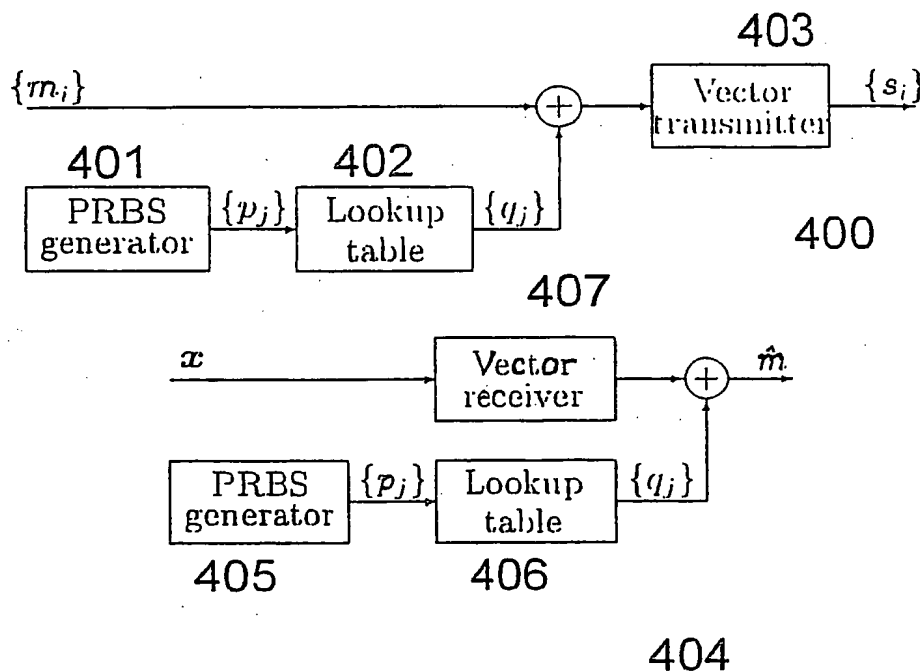 403
{m_i}
+
Vector
transmitter
{s_i}
401
402
PRBS
generator
{p_j}
Lookup
table
{q_j}
400
407
x
Vector
receiver
+
m̂
PRBS
generator
{p_j}
Lookup
table
{q_j}
405
406
404